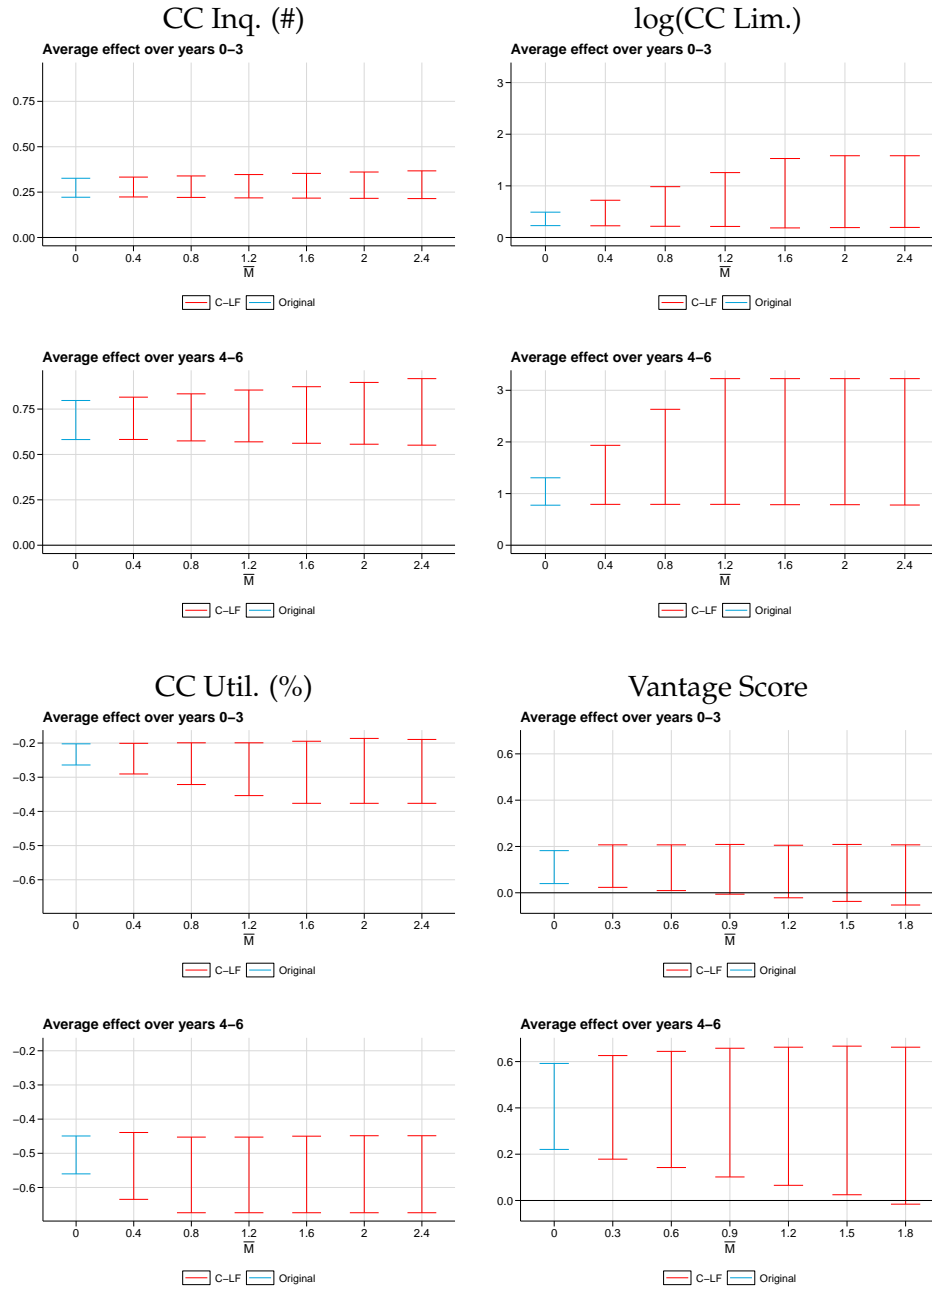 CC Inq. (#)
Average effect over years 0−3
0.75
0.50
0.25
0.00
0 0.4 0.8 1.2 1.6 2 2.4
M̅
C−LF Original
log(CC Lim.)
Average effect over years 0−3
3
2
1
0
0 0.4 0.8 1.2 1.6 2 2.4
M̅
C−LF Original
Average effect over years 4−6
0.75
0.50
0.25
0.00
0 0.4 0.8 1.2 1.6 2 2.4
M̅
C−LF Original
Average effect over years 4−6
3
2
1
0
0 0.4 0.8 1.2 1.6 2 2.4
M̅
C−LF Original
CC Util. (%)
Average effect over years 0−3
−0.2
−0.3
−0.4
−0.5
−0.6
0 0.4 0.8 1.2 1.6 2 2.4
M̅
C−LF Original
Vantage Score
Average effect over years 0−3
0.6
0.4
0.2
0.0
0 0.3 0.6 0.9 1.2 1.5 1.8
M̅
C−LF Original
Average effect over years 4−6
−0.2
−0.3
−0.4
−0.5
−0.6
0 0.4 0.8 1.2 1.6 2 2.4
M̅
C−LF Original
Average effect over years 4−6
0.6
0.4
0.2
0.0
0 0.3 0.6 0.9 1.2 1.5 1.8
M̅
C−LF Original